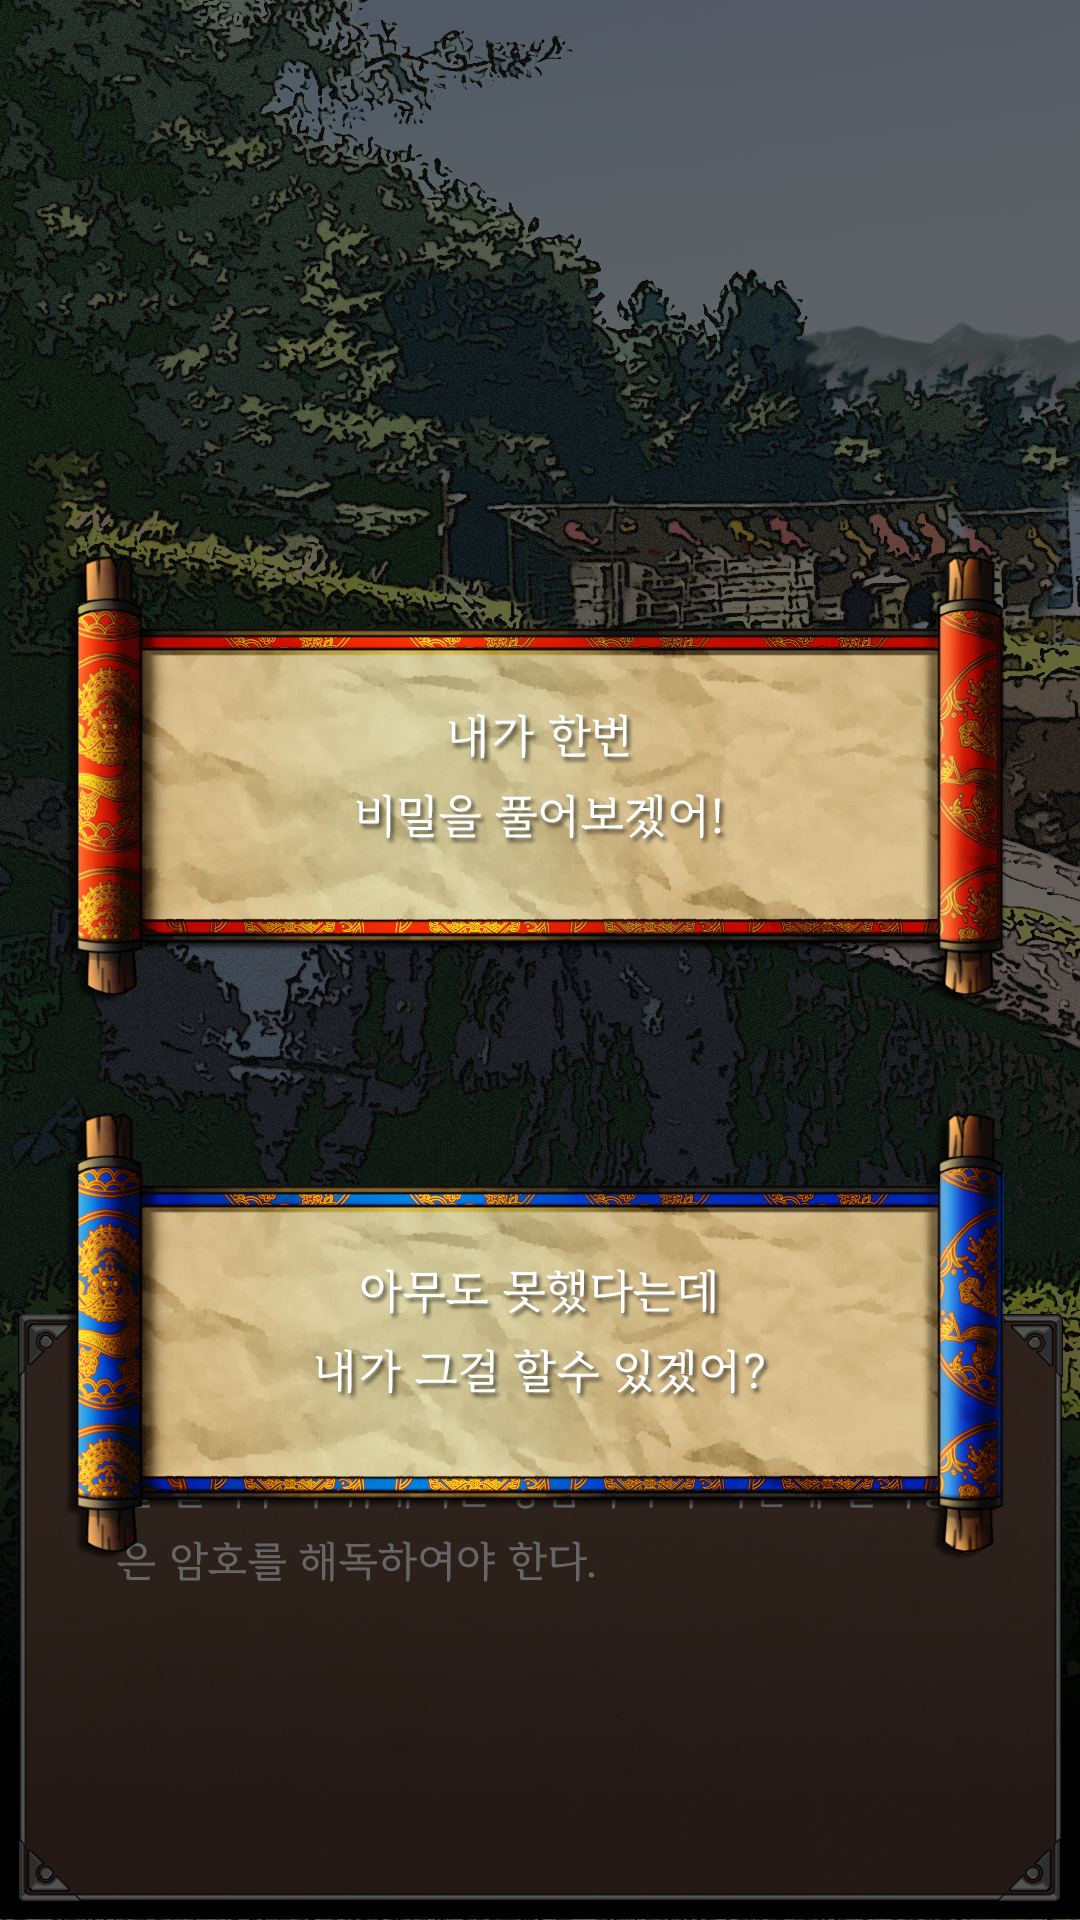 내가 한번
비밀을 풀어보겠어!
아무도 못했다는데
내가 그걸 할수 있겠어?
은 암호를 해독하여야 한다.